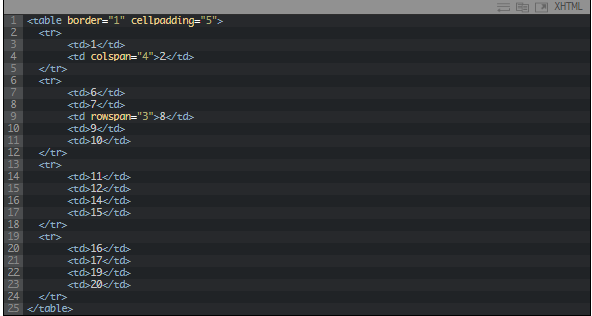 XHTML
1 <table border="1" cellpadding="5">
2 <tr>
3 <td>1</td>
4 <td colspan="4">2</td>
5 </tr>
6 <tr>
7 <td>6</td>
8 <td>7</td>
9 <td rowspan="3">8</td>
10 <td>9</td>
11 <td>10</td>
12 </tr>
13 <tr>
14 <td>11</td>
15 <td>12</td>
16 <td>14</td>
17 <td>15</td>
18 </tr>
19 <tr>
20 <td>16</td>
21 <td>17</td>
22 <td>19</td>
23 <td>20</td>
24 </tr>
25 </table>